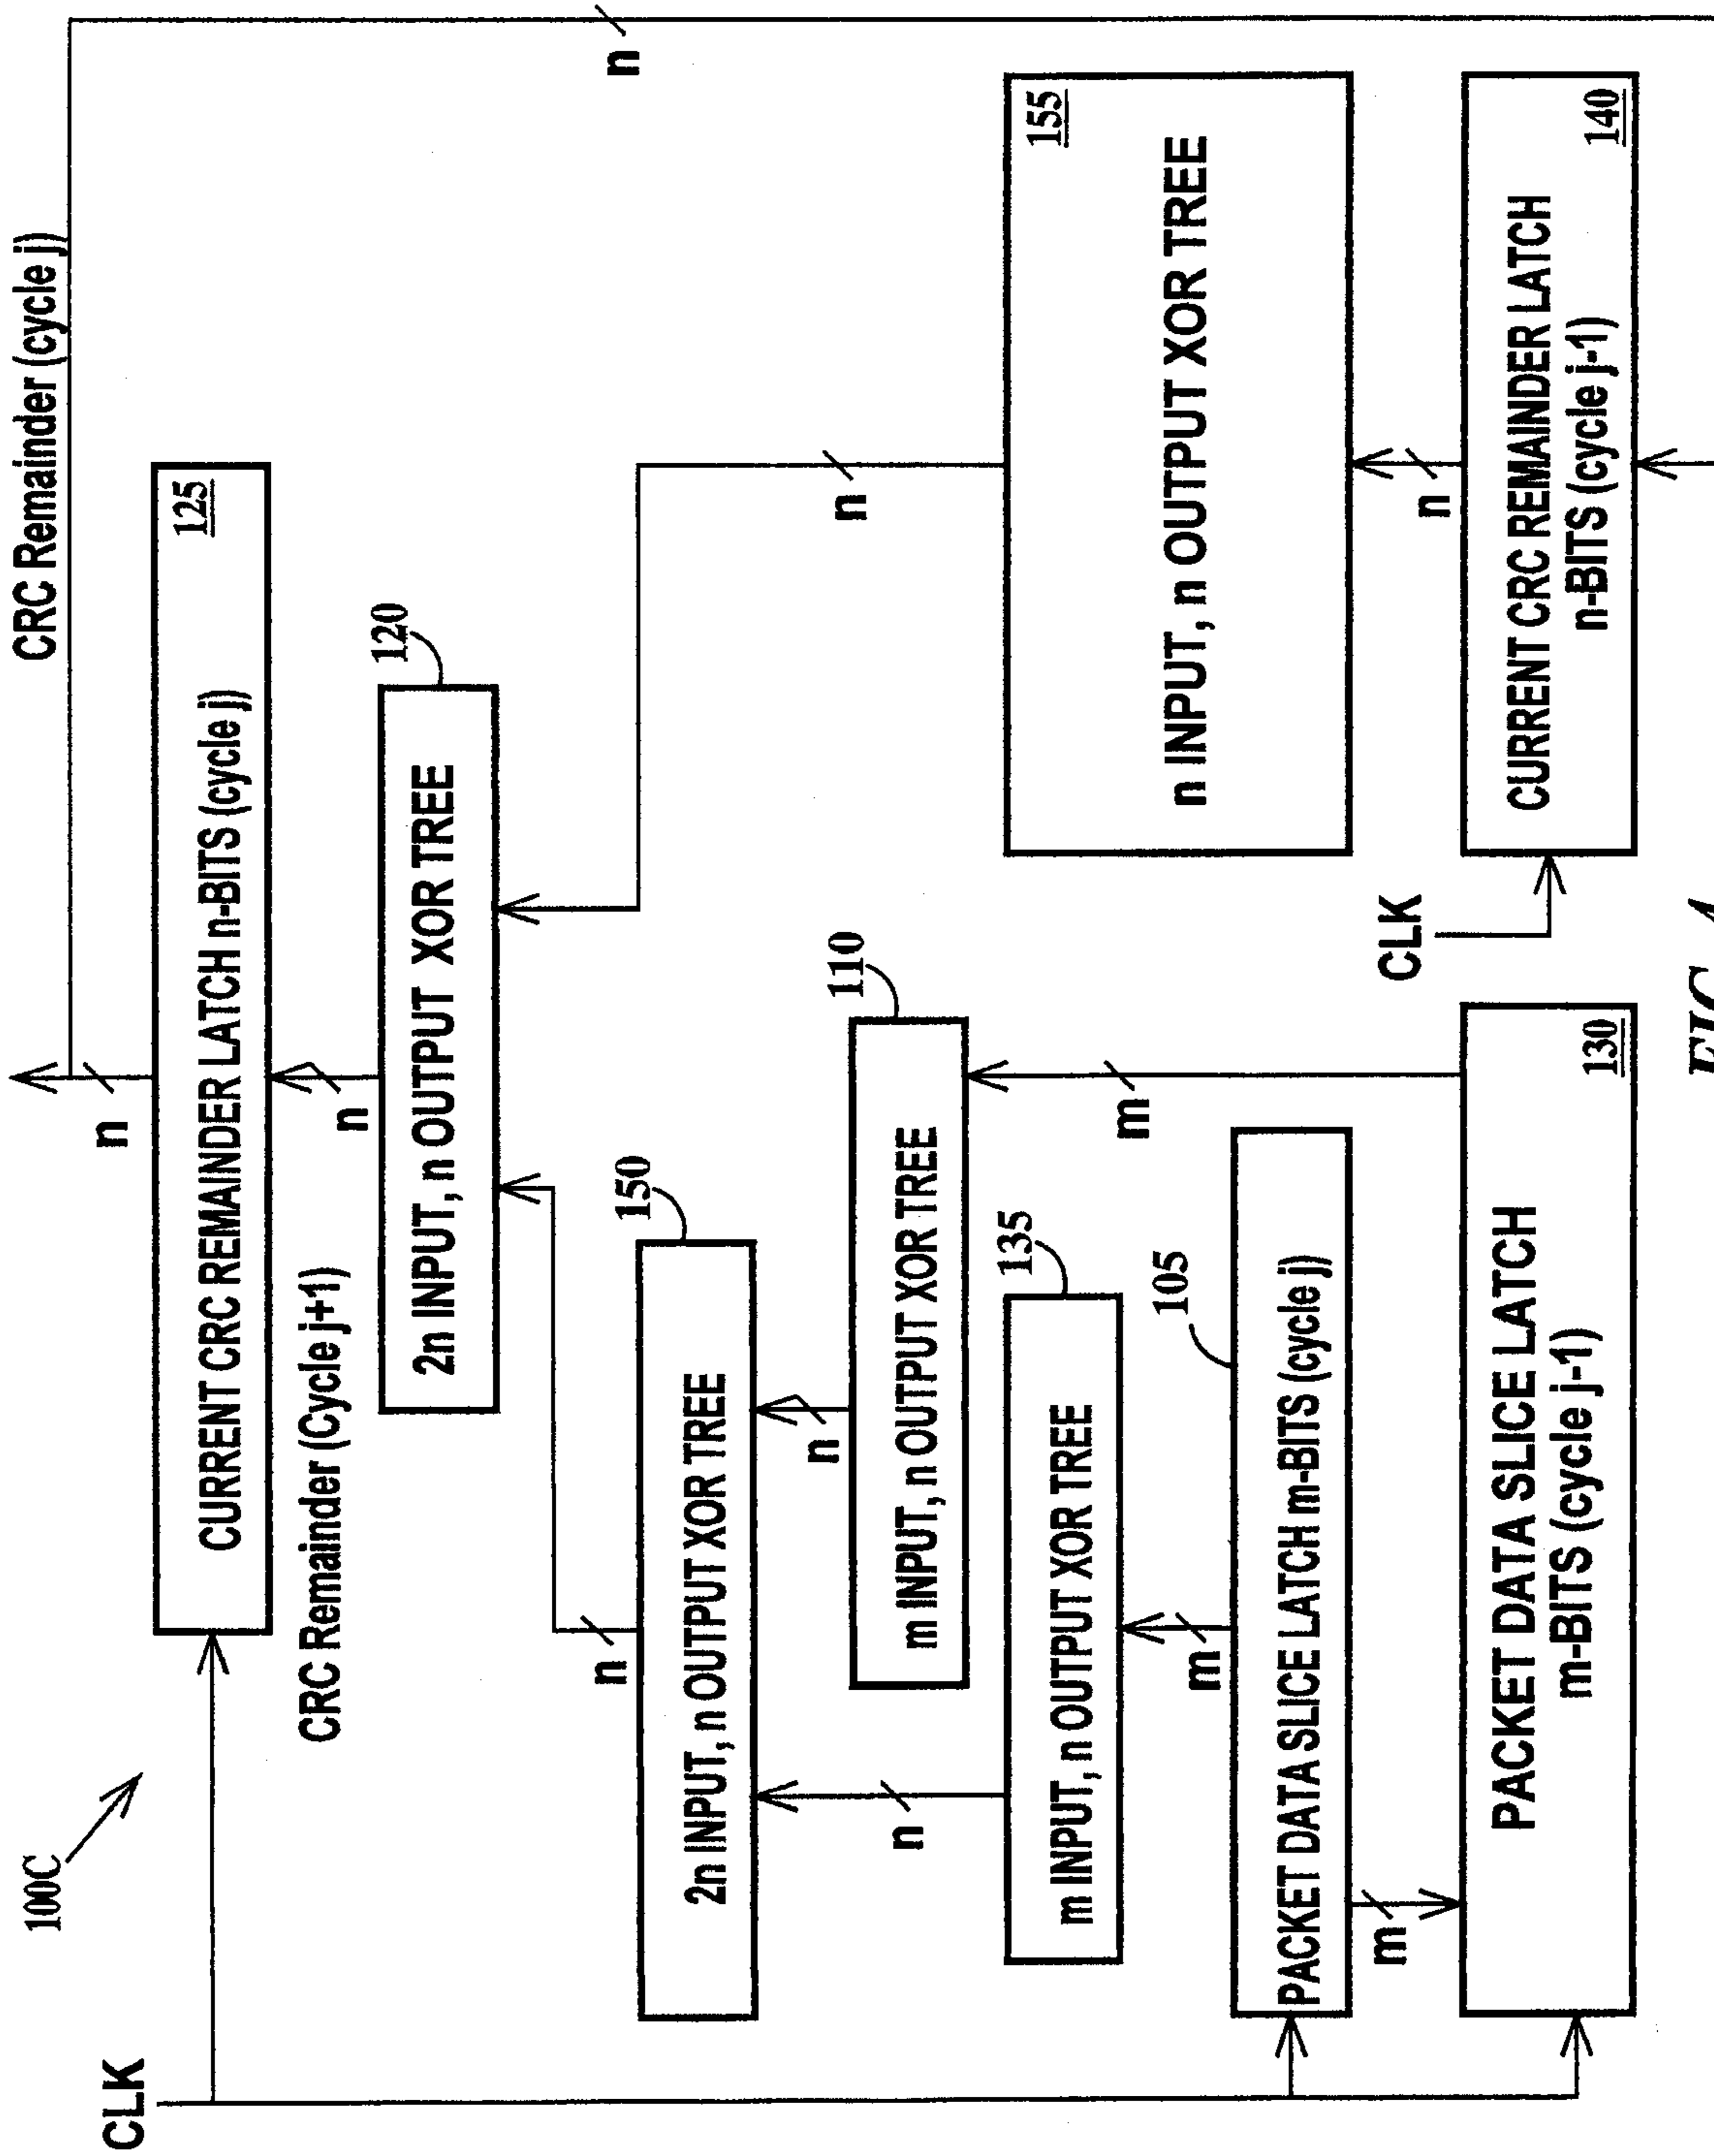 CRC Remainder (cycle j)
100C
CLK
n
125
CURRENT CRC REMAINDER LATCH n-BITS (cycle j)
CRC Remainder (Cycle j+1)
n
120
2n INPUT, n OUTPUT XOR TREE
n
n
150
2n INPUT, n OUTPUT XOR TREE
n
n
110
m INPUT, n OUTPUT XOR TREE
n
135
m INPUT, n OUTPUT XOR TREE
155
n INPUT, n OUTPUT XOR TREE
m
m
105
PACKET DATA SLICE LATCH m-BITS (cycle j)
m
n
CLK
130
PACKET DATA SLICE LATCH
m-BITS (cycle j-1)
140
CURRENT CRC REMAINDER LATCH
n-BITS (cycle j-1)
FIG. 4